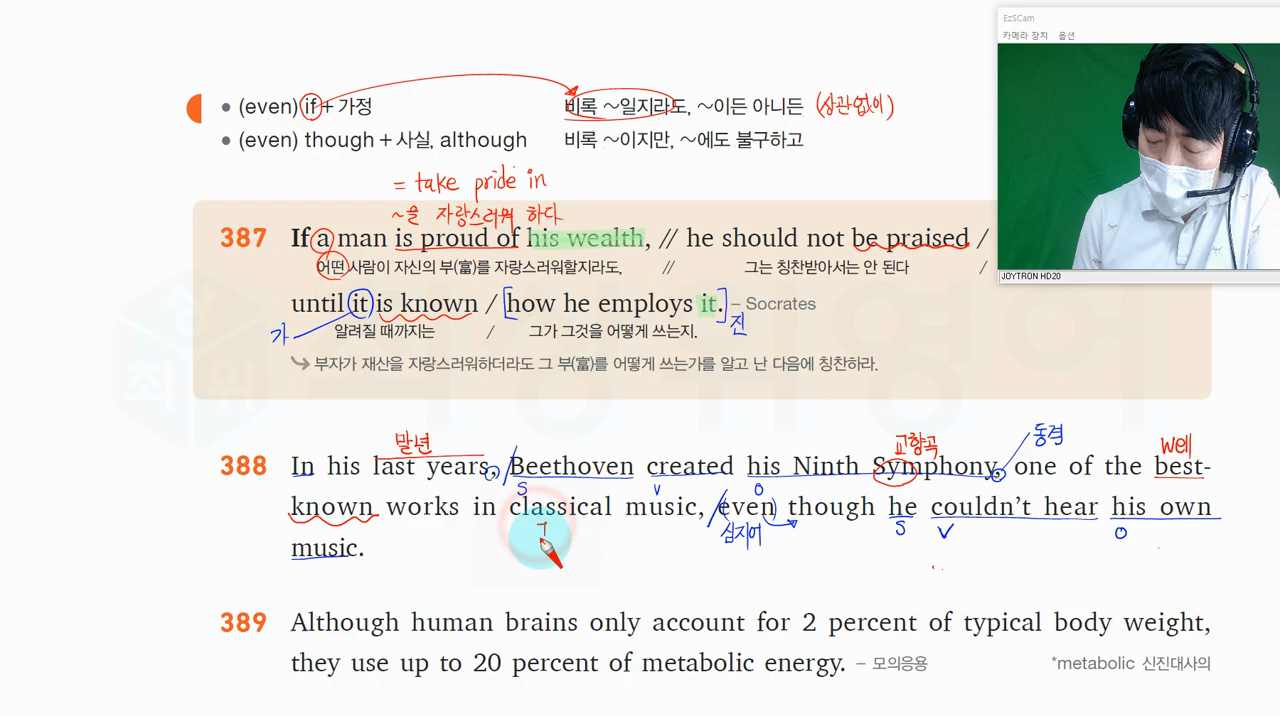 EzSCam
카메라 장치 옵션
• (even) if + 가정 비록 ~일지라도, ~이든 아니든 (상관없이)
• (even) though + 사실, although 비록 ~이지만, ~에도 불구하고
= take pride in
~을 자랑스러워 하다
387 If a man is proud of his wealth, // he should not be praised /
어떤 사람이 자신의 부(富)를 자랑스러워할지라도, // 그는 칭찬받아서는 안 된다 /
JOYTRON HD20
until it is known / [how he employs it.] – Socrates
가 알려질 때까지는 / 그가 그것을 어떻게 쓰는지. 진
↪ 부자가 재산을 자랑스러워하더라도 그 부(富)를 어떻게 쓰는가를 알고 난 다음에 칭찬하라.
말년 교향곡 동격 well
388 In his last years, Beethoven created his Ninth Symphony, one of the best-
S V O
known works in classical music, even though he couldn't hear his own
심지어 S V O
music.
389 Although human brains only account for 2 percent of typical body weight,
they use up to 20 percent of metabolic energy. – 모의응용 *metabolic 신진대사의